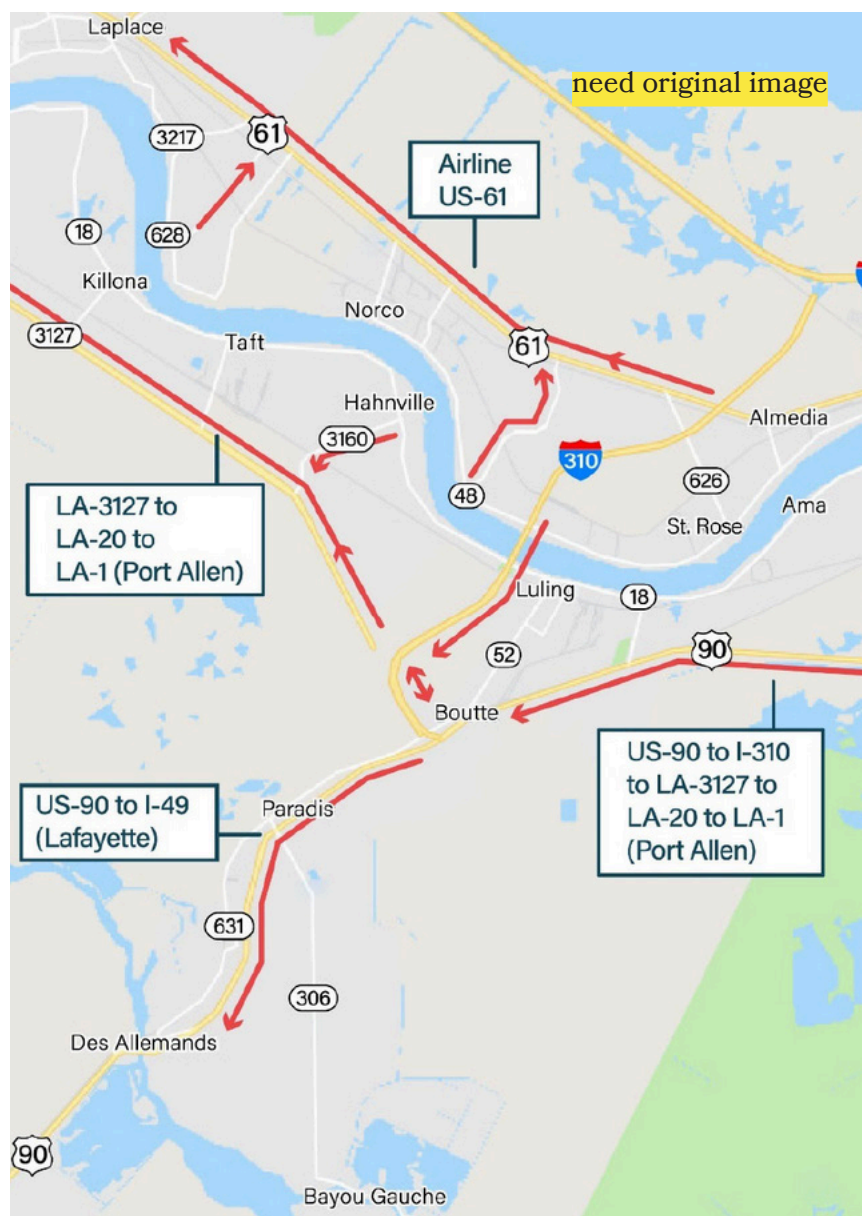 Laplace
need original image
3217
61
Airline
US-61
18
628
Killona
Norco
3127
Taft
61
Hahnville
Almedia
3160
310
48
626
Ama
LA-3127 to
LA-20 to
LA-1 (Port Allen)
St. Rose
Luling
18
52
90
Boutte
US-90 to I-310
to LA-3127 to
LA-20 to LA-1
(Port Allen)
US-90 to I-49
(Lafayette)
Paradis
631
306
Des Allemands
90
Bayou Gauche